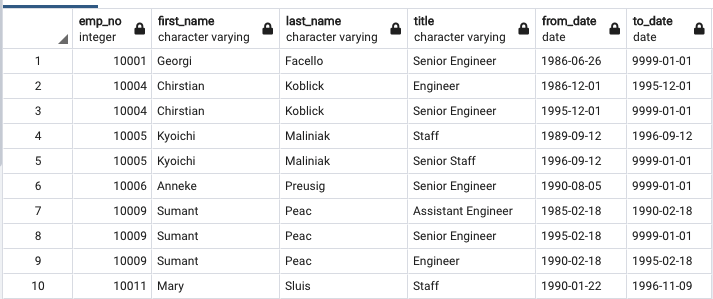 emp_no first_name last_name title from_date to_date
integer character varying character varying character varying date date
1 10001 Georgi Facello Senior Engineer 1986-06-26 9999-01-01
2 10004 Chirstian Koblick Engineer 1986-12-01 1995-12-01
3 10004 Chirstian Koblick Senior Engineer 1995-12-01 9999-01-01
4 10005 Kyoichi Maliniak Staff 1989-09-12 1996-09-12
5 10005 Kyoichi Maliniak Senior Staff 1996-09-12 9999-01-01
6 10006 Anneke Preusig Senior Engineer 1990-08-05 9999-01-01
7 10009 Sumant Peac Assistant Engineer 1985-02-18 1990-02-18
8 10009 Sumant Peac Senior Engineer 1995-02-18 9999-01-01
9 10009 Sumant Peac Engineer 1990-02-18 1995-02-18
10 10011 Mary Sluis Staff 1990-01-22 1996-11-09